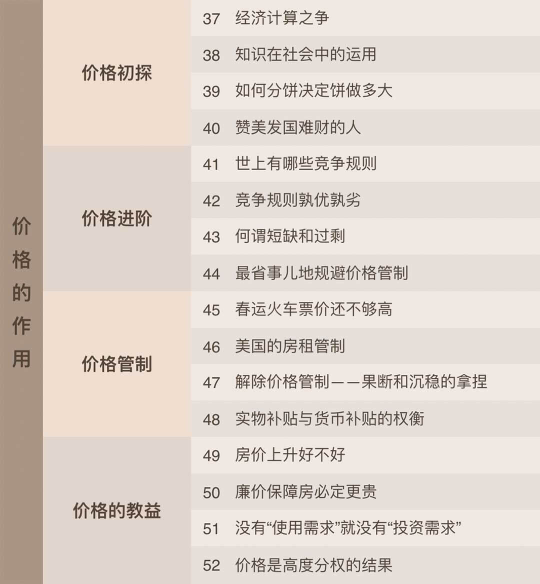 价格的作用
价格初探
37 经济计算之争
38 知识在社会中的运用
39 如何分饼决定饼做多大
40 赞美发国难财的人
价格进阶
41 世上有哪些竞争规则
42 竞争规则孰优孰劣
43 何谓短缺和过剩
44 最省事儿地规避价格管制
价格管制
45 春运火车票价还不够高
46 美国的房租管制
47 解除价格管制——果断和沉稳的拿捏
48 实物补贴与货币补贴的权衡
价格的教益
49 房价上升好不好
50 廉价保障房必定更贵
51 没有“使用需求”就没有“投资需求”
52 价格是高度分权的结果